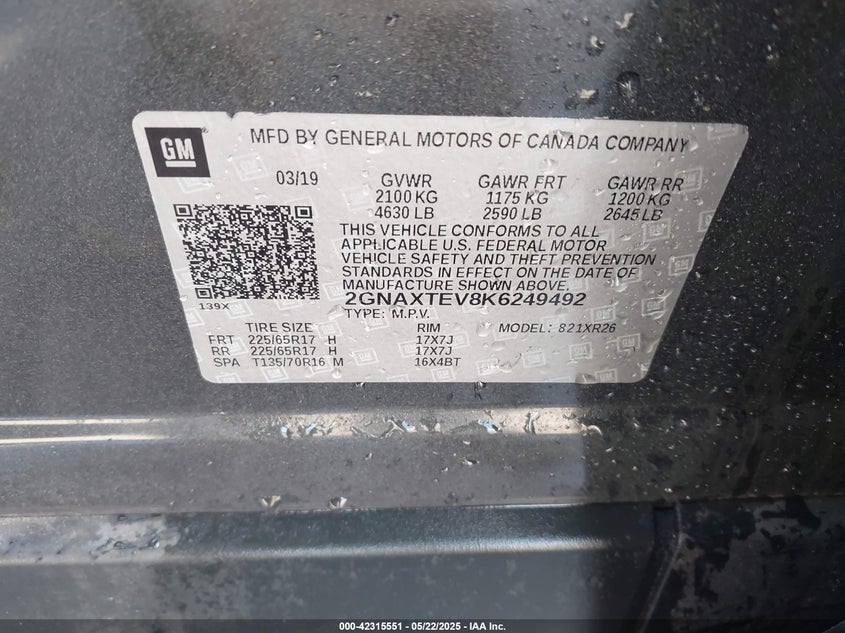 GM
MFD BY GENERAL MOTORS OF CANADA COMPANY
03/19 GVWR GAWR FRT GAWR RR
2100 KG 1175 KG 1200 KG
4630 LB 2590 LB 2645 LB
THIS VEHICLE CONFORMS TO ALL
APPLICABLE U.S. FEDERAL MOTOR
VEHICLE SAFETY AND THEFT PREVENTION
STANDARDS IN EFFECT ON THE DATE OF
MANUFACTURE SHOWN ABOVE.
139X
2GNAXTEV8K6249492
TYPE: M.P.V.
TIRE SIZE RIM MODEL: 821XR26
FRT 225/65R17 H 17X7J
RR 225/65R17 H 17X7J
SPA T135/70R16 M 16X4BT
000-42315551 | 05/22/2025 - IAA Inc.